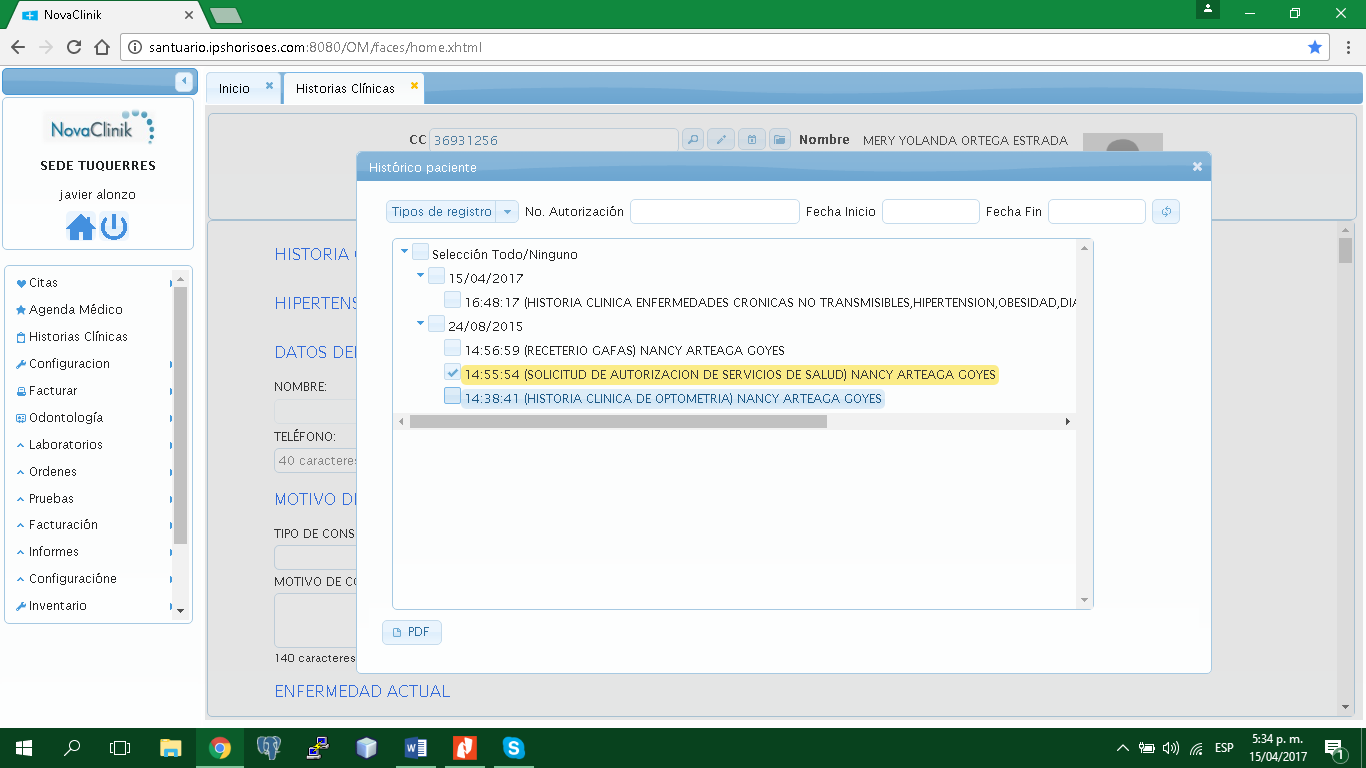 NovaClinik
santuario.ipshorisoes.com:8080/OM/faces/home.xhtml
Inicio
Historias Clínicas
NovaClinik
SEDE TUQUERRES
javier alonzo
CC 36931256 Nombre MERY YOLANDA ORTEGA ESTRADA
Histórico paciente
Tipos de registro No. Autorización Fecha Inicio Fecha Fin
Selección Todo/Ninguno
15/04/2017
16:48:17 (HISTORIA CLINICA ENFERMEDADES CRONICAS NO TRANSMISIBLES,HIPERTENSION,OBESIDAD,DIA
24/08/2015
14:56:59 (RECETERIO GAFAS) NANCY ARTEAGA GOYES
14:55:54 (SOLICITUD DE AUTORIZACION DE SERVICIOS DE SALUD) NANCY ARTEAGA GOYES
14:38:41 (HISTORIA CLINICA DE OPTOMETRIA) NANCY ARTEAGA GOYES
PDF
Citas
Agenda Médico
Historias Clínicas
Configuracion
Facturar
Odontología
Laboratorios
Ordenes
Pruebas
Facturación
Informes
Configuracióne
Inventario
HISTORIA
HIPERTENS
DATOS DE
NOMBRE:
TELÉFONO:
40 caracteres
MOTIVO D
TIPO DE CONS
MOTIVO DE CO
140 caracteres
ENFERMEDAD ACTUAL
ESP
5:34 p. m.
15/04/2017
1